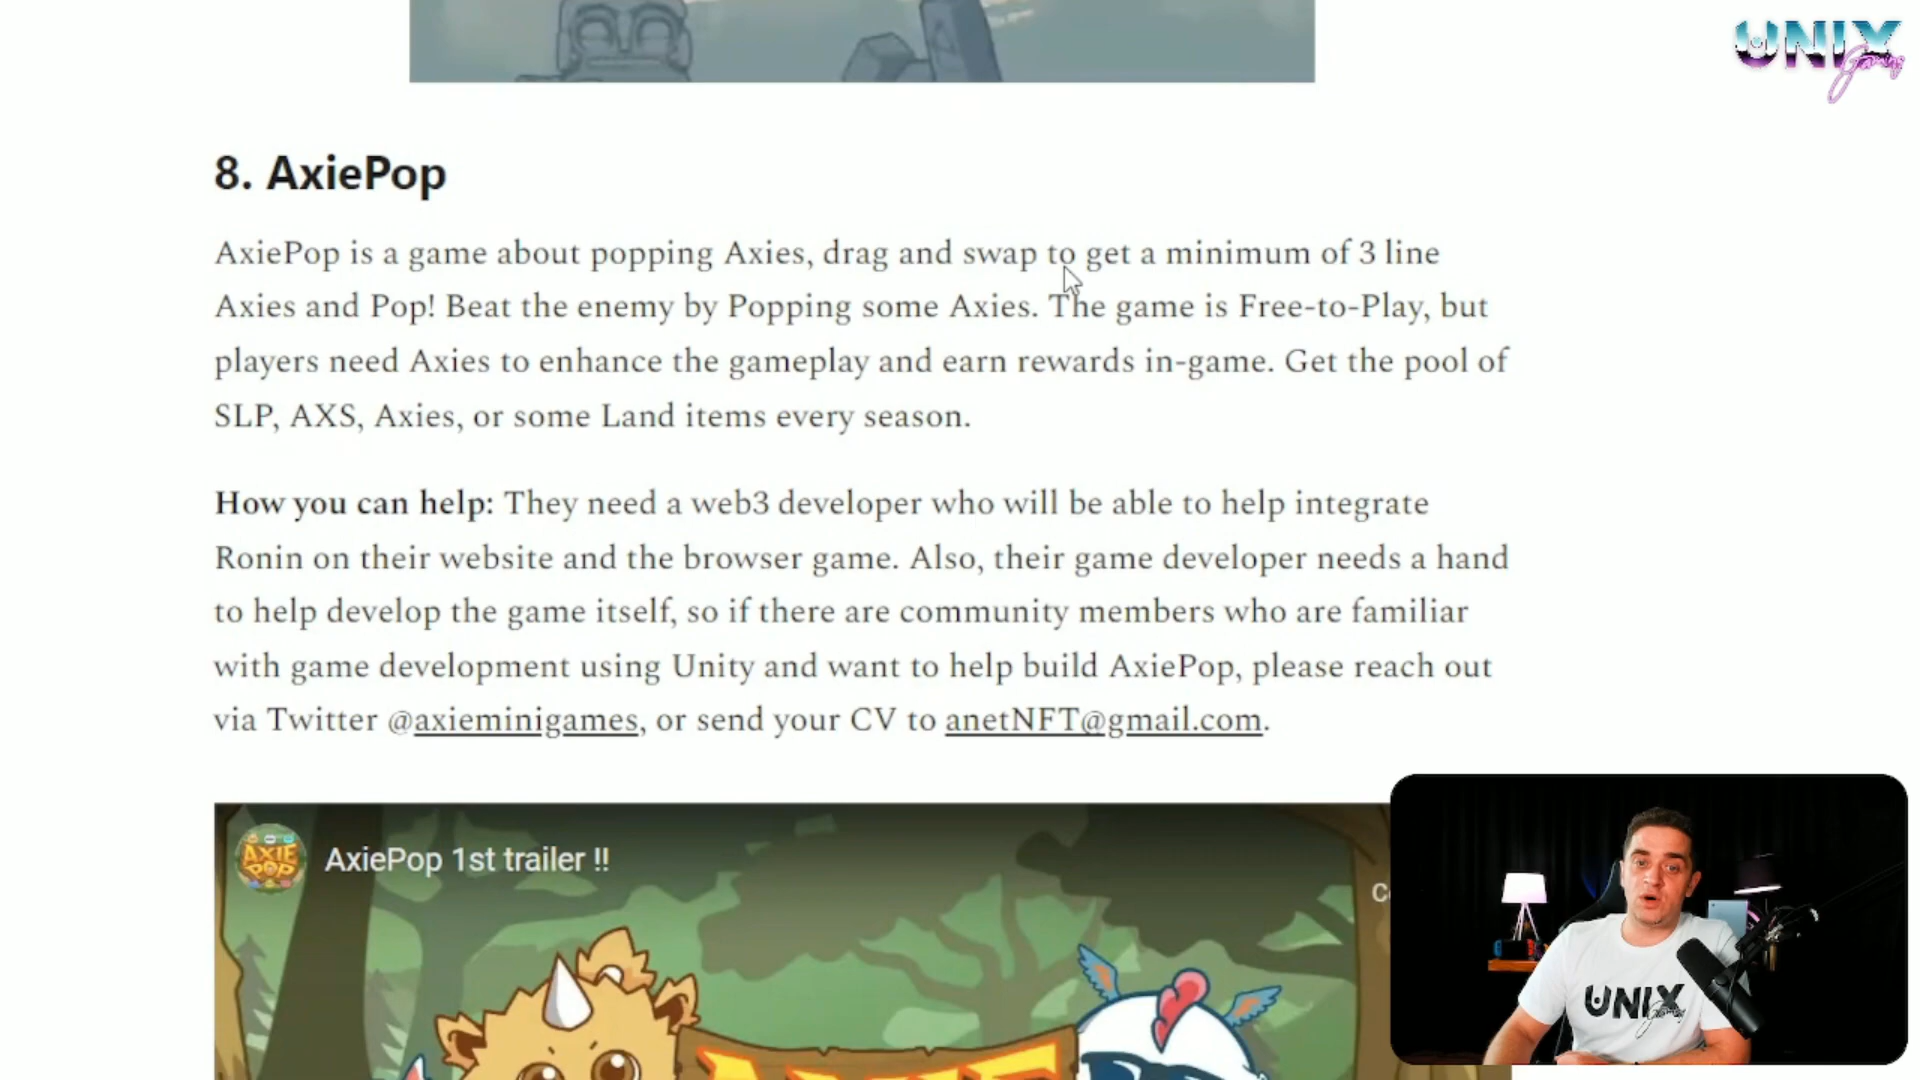 UNIX
Gaming
8. AxiePop
AxiePop is a game about popping Axies, drag and swap to get a minimum of 3 line
Axies and Pop! Beat the enemy by Popping some Axies. The game is Free-to-Play, but
players need Axies to enhance the gameplay and earn rewards in-game. Get the pool of
SLP, AXS, Axies, or some Land items every season.
How you can help: They need a web3 developer who will be able to help integrate
Ronin on their website and the browser game. Also, their game developer needs a hand
to help develop the game itself, so if there are community members who are familiar
with game development using Unity and want to help build AxiePop, please reach out
via Twitter @axieminigames, or send your CV to anetNFT@gmail.com.
AXIE
POP
AxiePop 1st trailer !!
AXIE
UNIX
Gaming